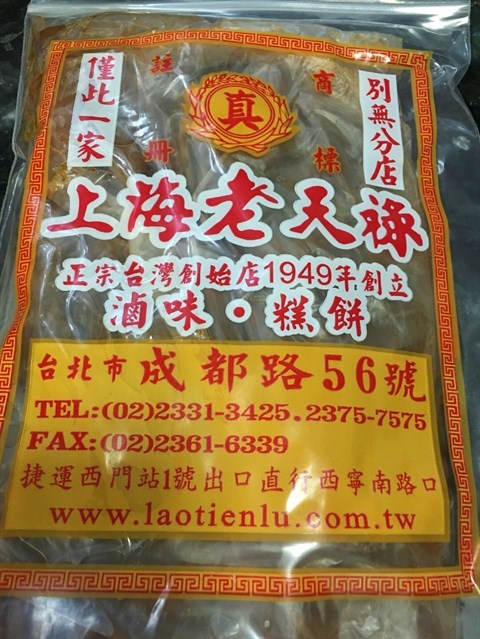 別無分店
僅此一家
註冊
商標
真
上海老天祿
正宗台灣創始店1949年創立
滷味・糕餅
台北市成都路56號
TEL:(02)2331-3425.2375-7575
FAX:(02)2361-6339
捷運西門站1號出口直行西寧南路口
www.laotienlu.com.tw